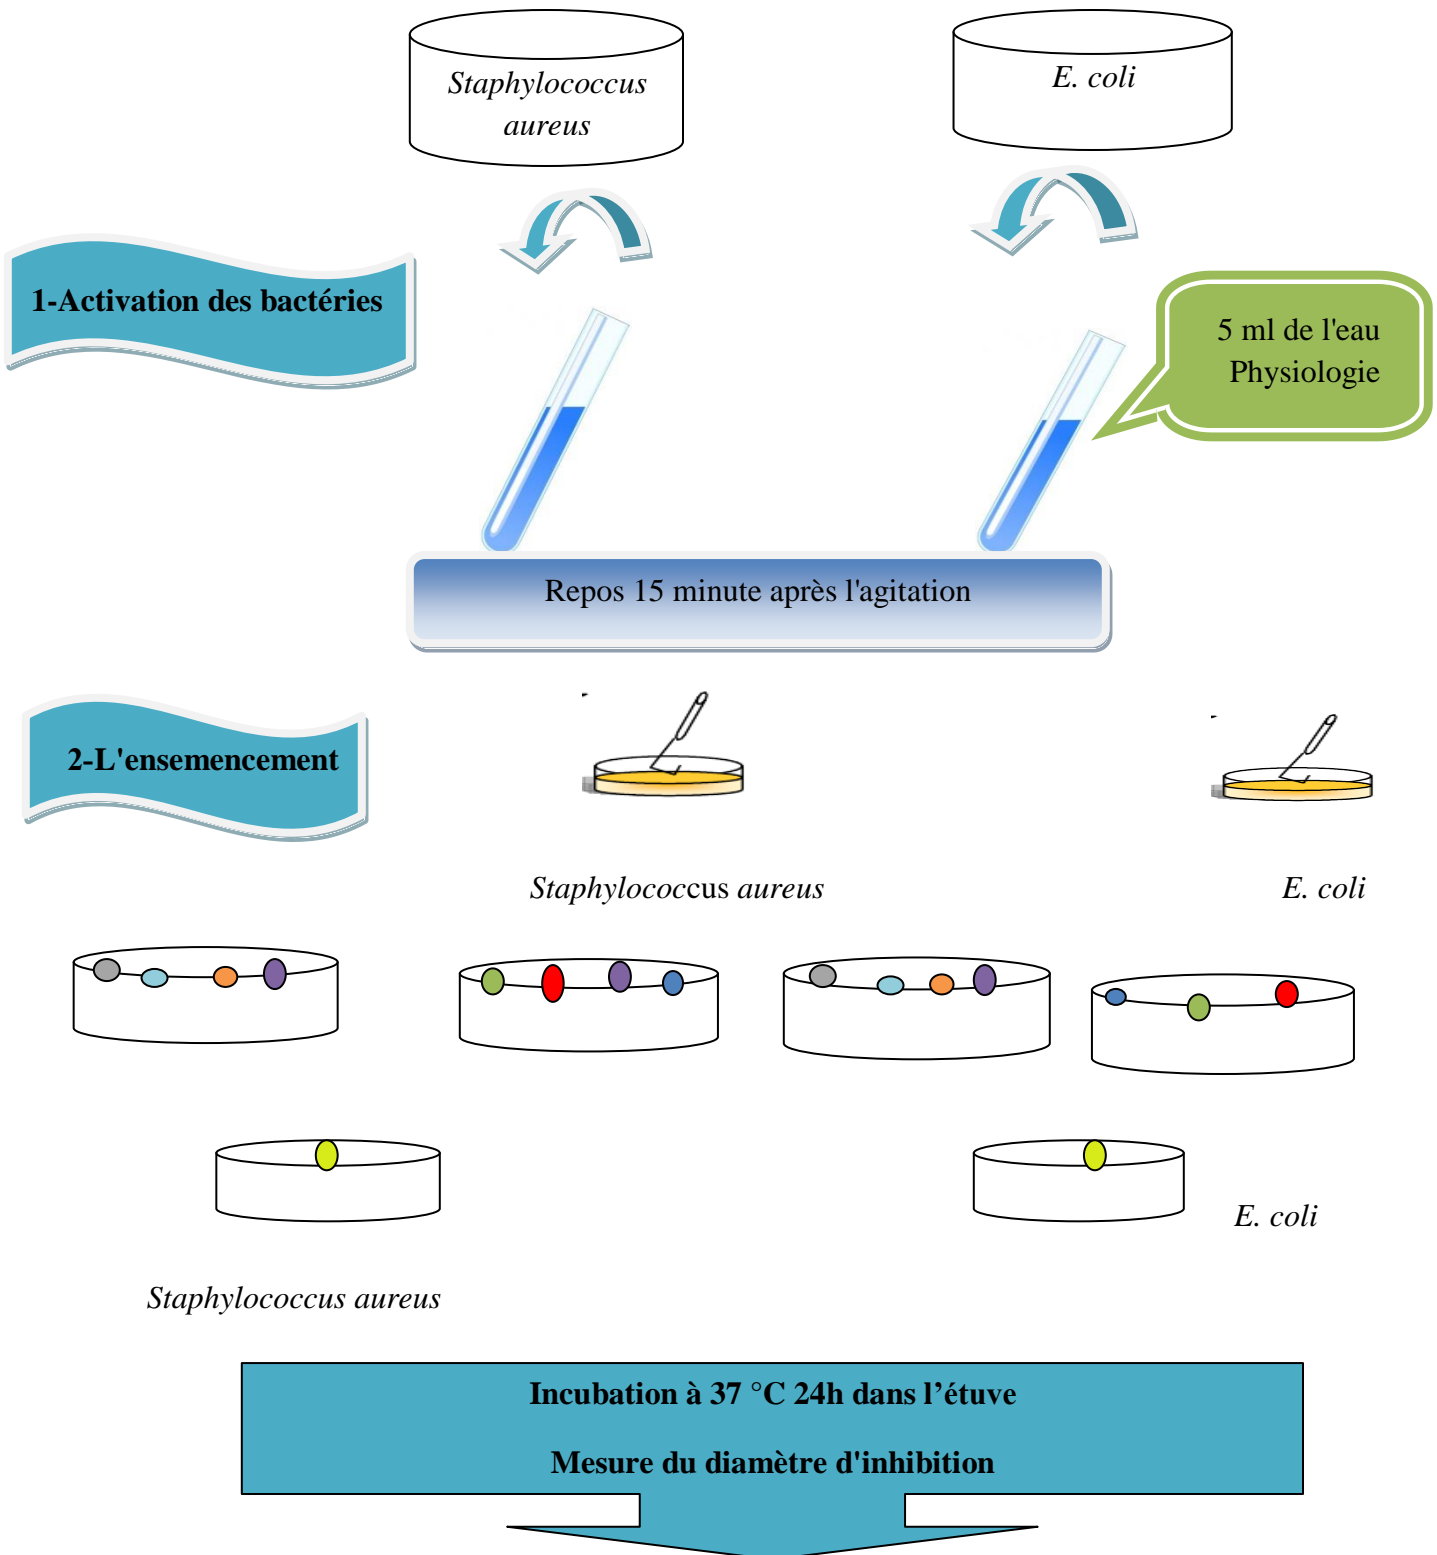 Staphylococcus
aureus
E. coli
1-Activation des bactéries
5 ml de l'eau
Physiologie
Repos 15 minute après l'agitation
2-L'ensemencement
Staphylococcus aureus
E. coli
E. coli
Staphylococcus aureus
Incubation à 37 °C 24h dans l’étuve
Mesure du diamètre d'inhibition